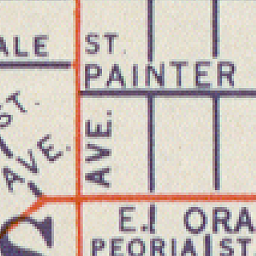 ALE ST.
PAINTER
ST.
AVE.
AVE.
E. ORA
PEORIA ST.
S